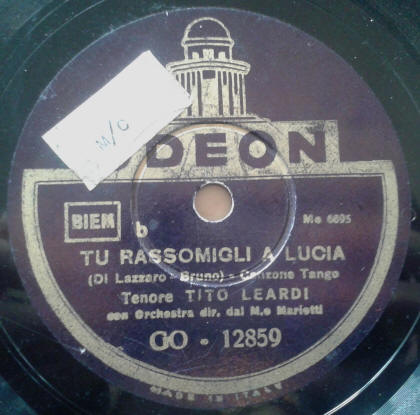 M/C
ODEON
BIEM
b
Mo 6695
TU RASSOMIGLI A LUCIA
(Di Lazzaro - Bruno) - Canzone Tango
Tenore TITO LEARDI
con Orchestra dir. dal M.o Mariotti
GO - 12859
MADE IN ITALY